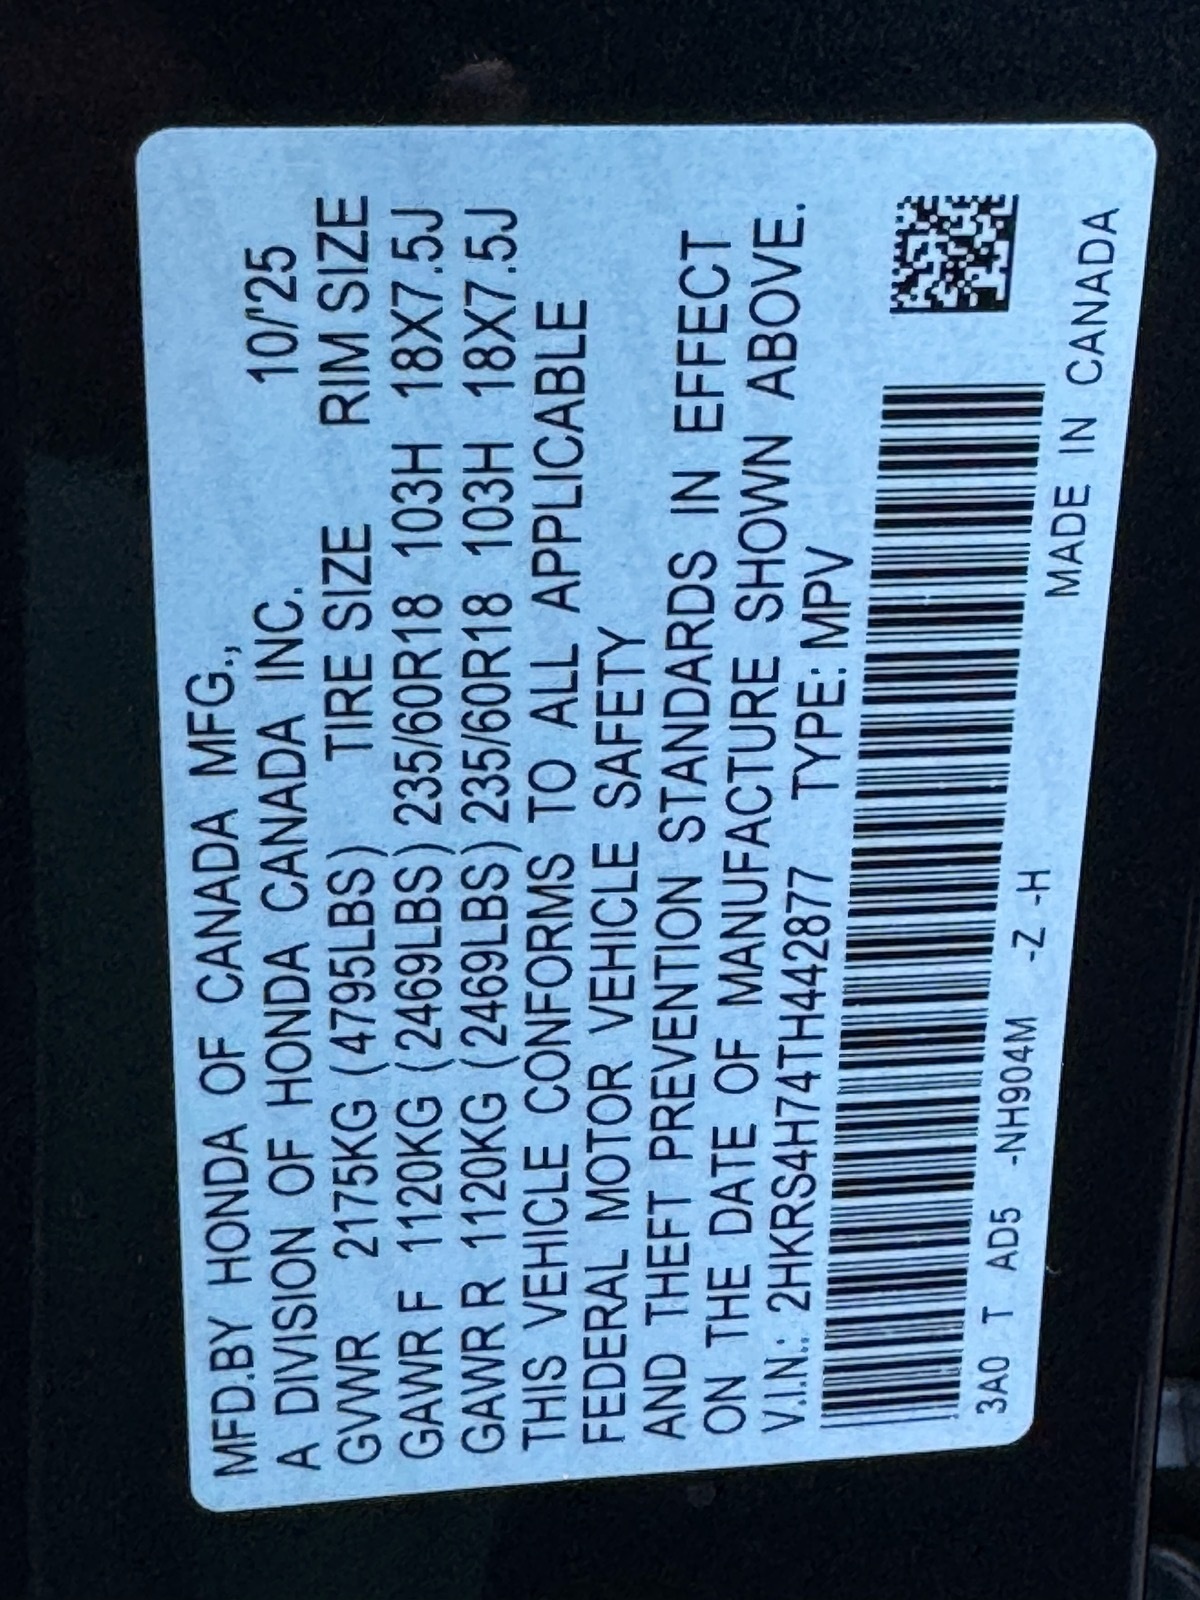 MFD.BY HONDA OF CANADA MFG.,
A DIVISION OF HONDA CANADA INC. 10/'25
GVWR 2175KG (4795LBS) TIRE SIZE RIM SIZE
GAWR F 1120KG (2469LBS) 235/60R18 103H 18X7.5J
GAWR R 1120KG (2469LBS) 235/60R18 103H 18X7.5J
THIS VEHICLE CONFORMS TO ALL APPLICABLE
FEDERAL MOTOR VEHICLE SAFETY
AND THEFT PREVENTION STANDARDS IN EFFECT
ON THE DATE OF MANUFACTURE SHOWN ABOVE.
V.I.N.: 2HKRS4H74TH442877 TYPE: MPV
3A0 T AD5 -NH904M -Z -H
MADE IN CANADA